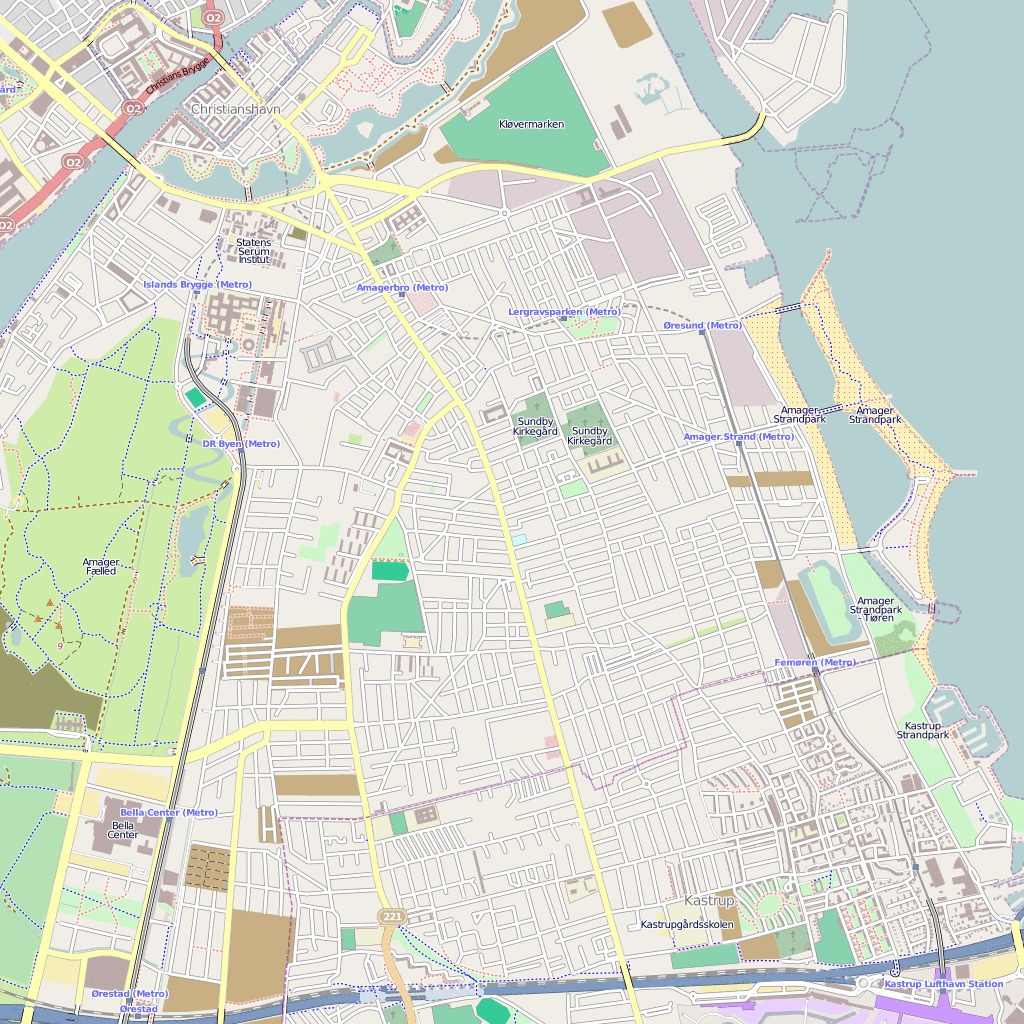 O2
Christians Brygge
gård
O2
Christianshavn
Kløvermarken
O2
O2
Statens
Serum
Institut
Islands Brygge (Metro)
Amagerbro (Metro)
Lergravsparken (Metro)
Øresund (Metro)
Amager
Strandpark
Amager
Strandpark
Sundby
Kirkegård
Sundby
Kirkegård
DR Byen (Metro)
Amager Strand (Metro)
Amager
Fælled
Amager
Strandpark
- Tiøren
9
Femøren (Metro)
Kastrup
Strandpark
Bella Center (Metro)
Bella
Center
Kastrup
221
Kastrupgårdsskolen
Kastrup Lufthavn Station
Ørestad (Metro)
Ørestad